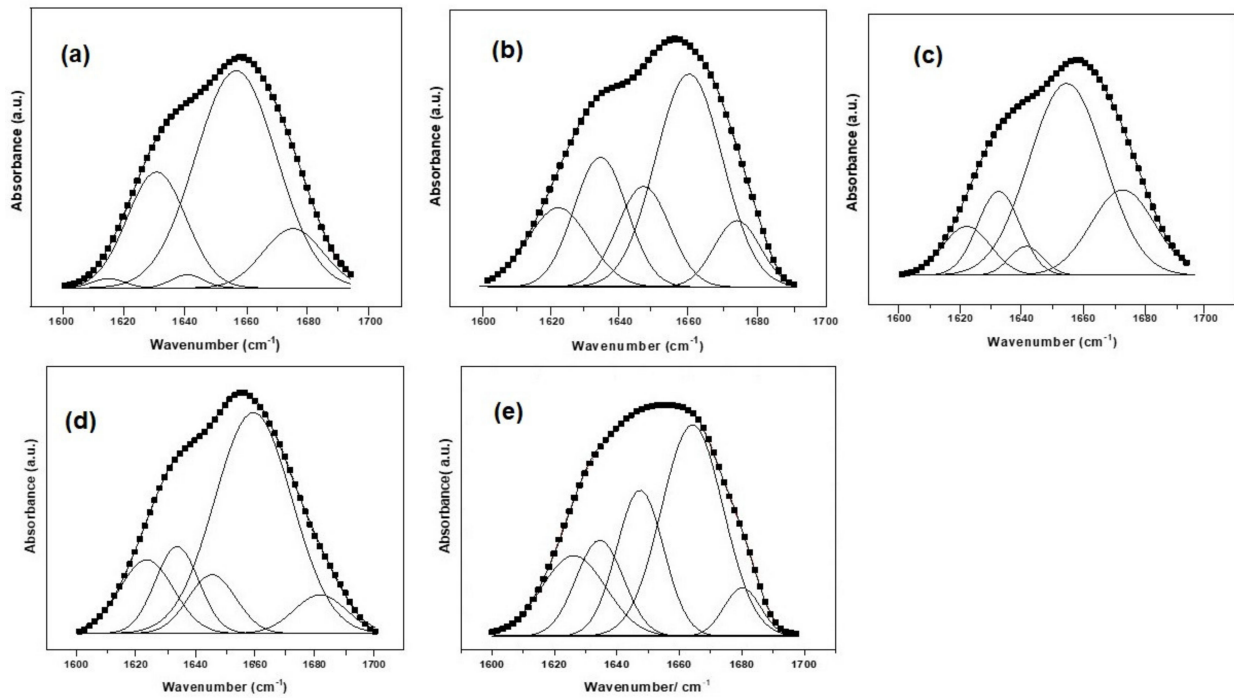 (a)
Absorbance (a.u.)
1600 1620 1640 1660 1680 1700
Wavenumber (cm-1)
(b)
Absorbance (a.u.)
1600 1620 1640 1660 1680 1700
Wavenumber (cm-1)
(c)
Absorbance (a.u.)
1600 1620 1640 1660 1680 1700
Wavenumber (cm-1)
(d)
Absorbance (a.u.)
1600 1620 1640 1660 1680 1700
Wavenumber (cm-1)
(e)
Absorbance( a.u.)
1600 1620 1640 1660 1680 1700
Wavenumber/ cm-1